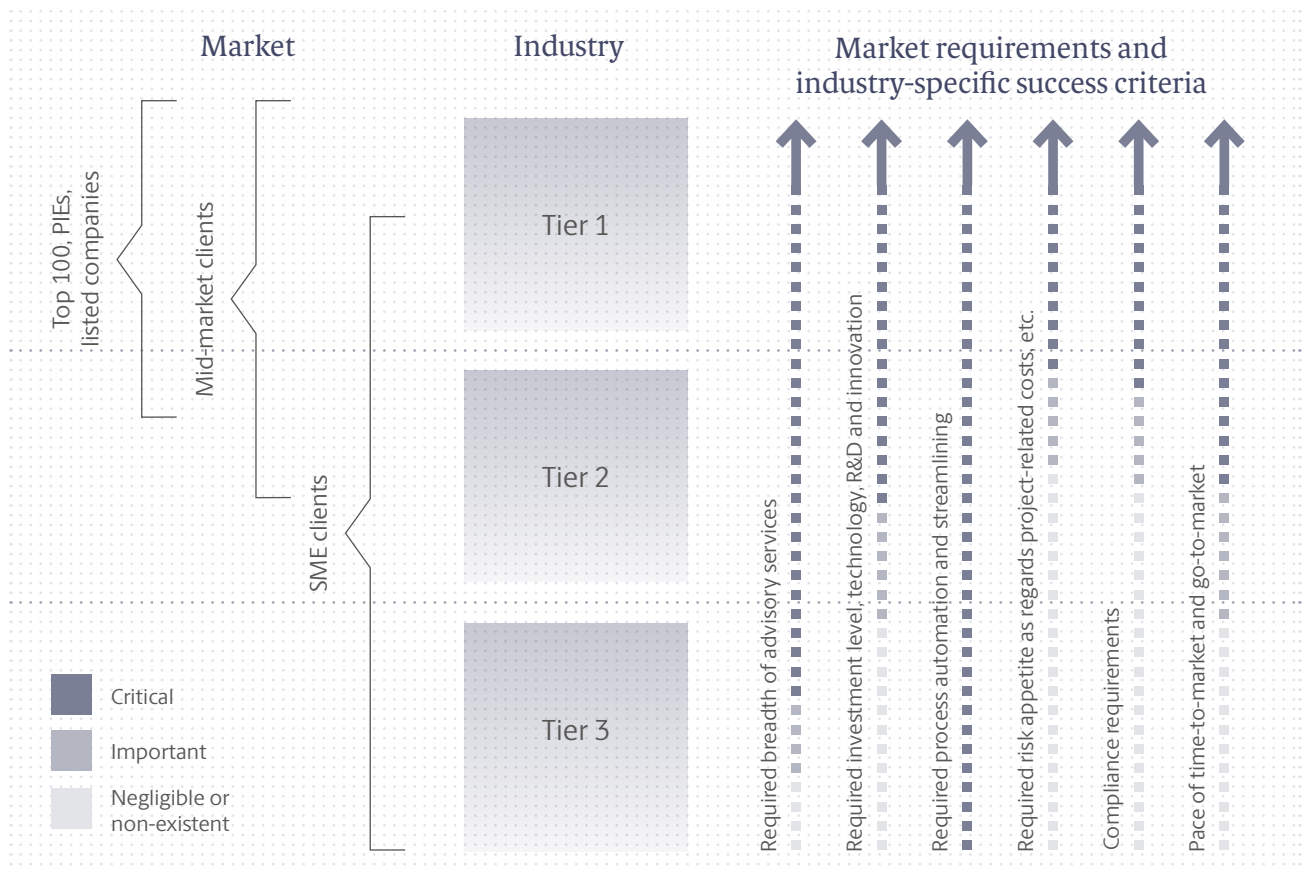 Market
Industry
Market requirements and
industry-specific success criteria
Top 100, PIEs,
listed companies
Mid-market clients
SME clients
Tier 1
Tier 2
Tier 3
Required breadth of advisory services
Required investment level, technology, R&D and innovation
Required process automation and streamlining
Required risk appetite as regards project-related costs, etc.
Compliance requirements
Pace of time-to-market and go-to-market
Critical
Important
Negligible or
non-existent